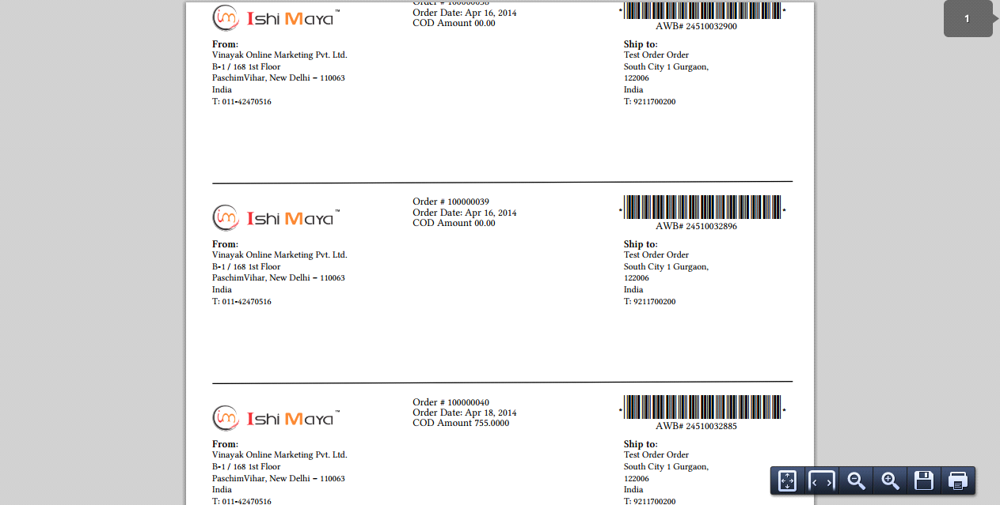 Order # 100000038
Ishi Maya™
Order Date: Apr 16, 2014
COD Amount 00.00
* *
AWB# 24510032900
1
From:
Vinayak Online Marketing Pvt. Ltd.
B-1 / 168 1st Floor
PaschimVihar, New Delhi – 110063
India
T: 011-42470516
Ship to:
Test Order Order
South City 1 Gurgaon,
122006
India
T: 9211700200
im Ishi Maya™
Order # 100000039
Order Date: Apr 16, 2014
COD Amount 00.00
* *
AWB# 24510032896
From:
Vinayak Online Marketing Pvt. Ltd.
B-1 / 168 1st Floor
PaschimVihar, New Delhi – 110063
India
T: 011-42470516
Ship to:
Test Order Order
South City 1 Gurgaon,
122006
India
T: 9211700200
im Ishi Maya™
Order # 100000040
Order Date: Apr 18, 2014
COD Amount 755.0000
* *
AWB# 24510032885
From:
Vinayak Online Marketing Pvt. Ltd.
B-1 / 168 1st Floor
PaschimVihar, New Delhi – 110063
India
T: 011-42470516
Ship to:
Test Order Order
South City 1 Gurgaon,
122006
India
T: 9211700200